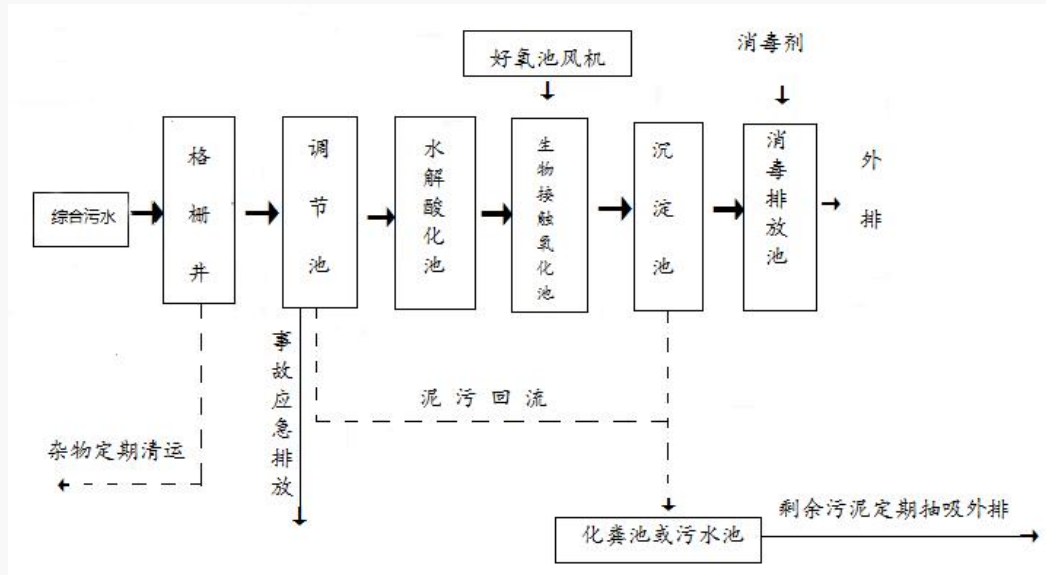 好氧池风机
消毒剂
综合污水
格栅井
调节池
水解酸化池
生物接触氧化池
沉淀池
消毒排放池
外排
事故应急排放
泥污回流
杂物定期清运
化粪池或污水池
剩余污泥定期抽吸外排